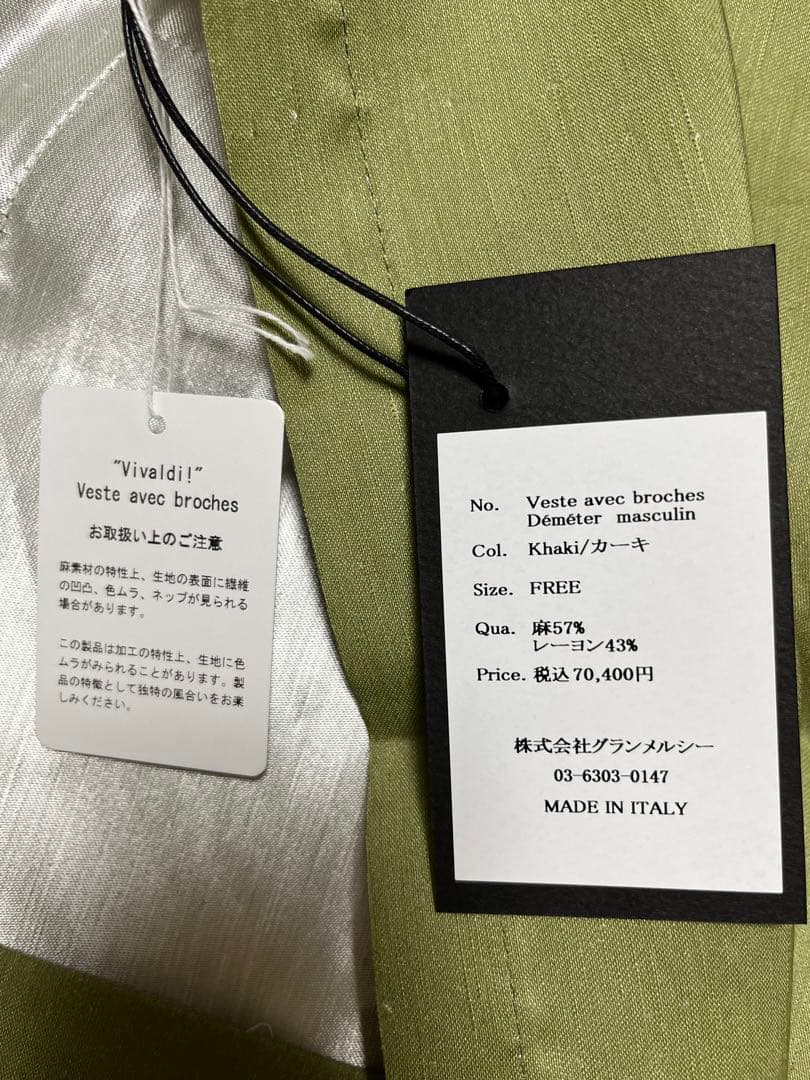 "Vivaldi!"
Veste avec broches
お取扱い上のご注意
麻素材の特性上、生地の表面に繊維
の凹凸、色ムラ、ネップが見られる
場合があります。
この製品は加工の特性上、生地に色
ムラがみられることがあります。製
品の特徴として独特の風合いをお楽
しみください。
No. Veste avec broches
Déméter masculin
Col. Khaki/カーキ
Size. FREE
Qua. 麻57%
レーヨン43%
Price. 税込70,400円
株式会社グランメルシー
03-6303-0147
MADE IN ITALY